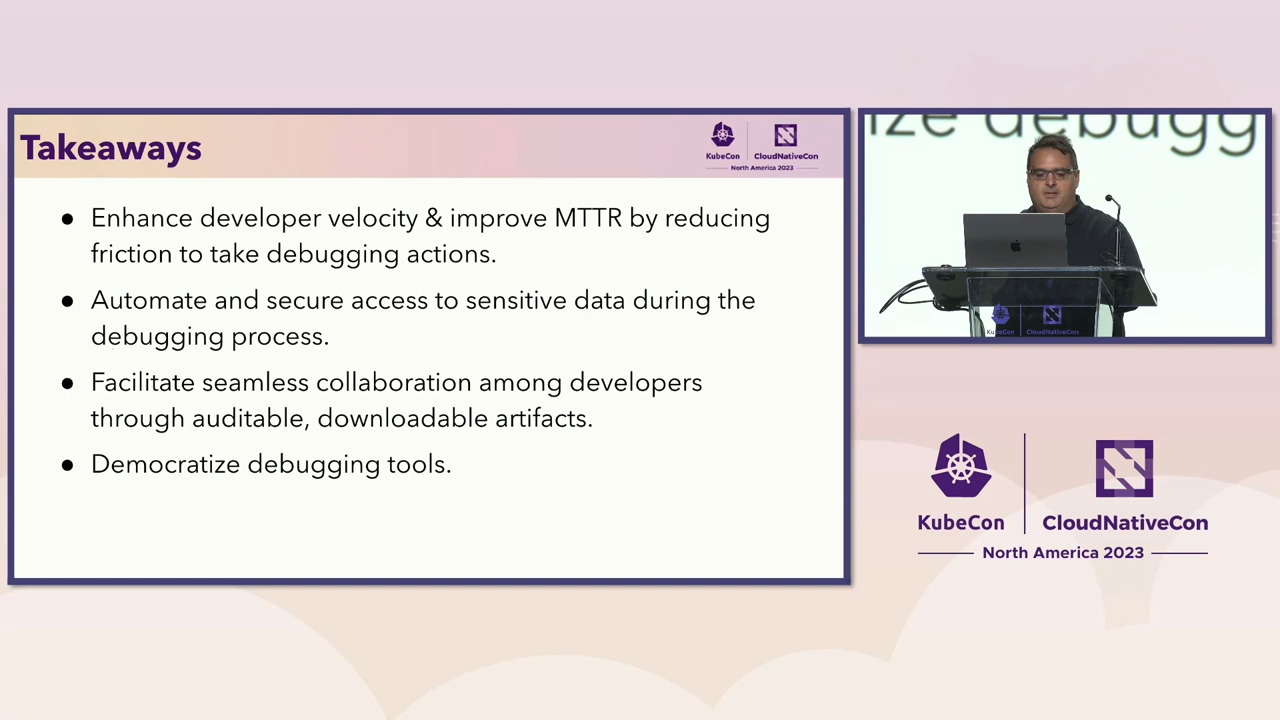 Takeaways
KubeCon
CloudNativeCon
North America 2023
● Enhance developer velocity & improve MTTR by reducing
friction to take debugging actions.
● Automate and secure access to sensitive data during the
debugging process.
● Facilitate seamless collaboration among developers
through auditable, downloadable artifacts.
● Democratize debugging tools.
ize debugg
KubeCon
CloudNativeCon
KubeCon
CloudNativeCon
North America 2023